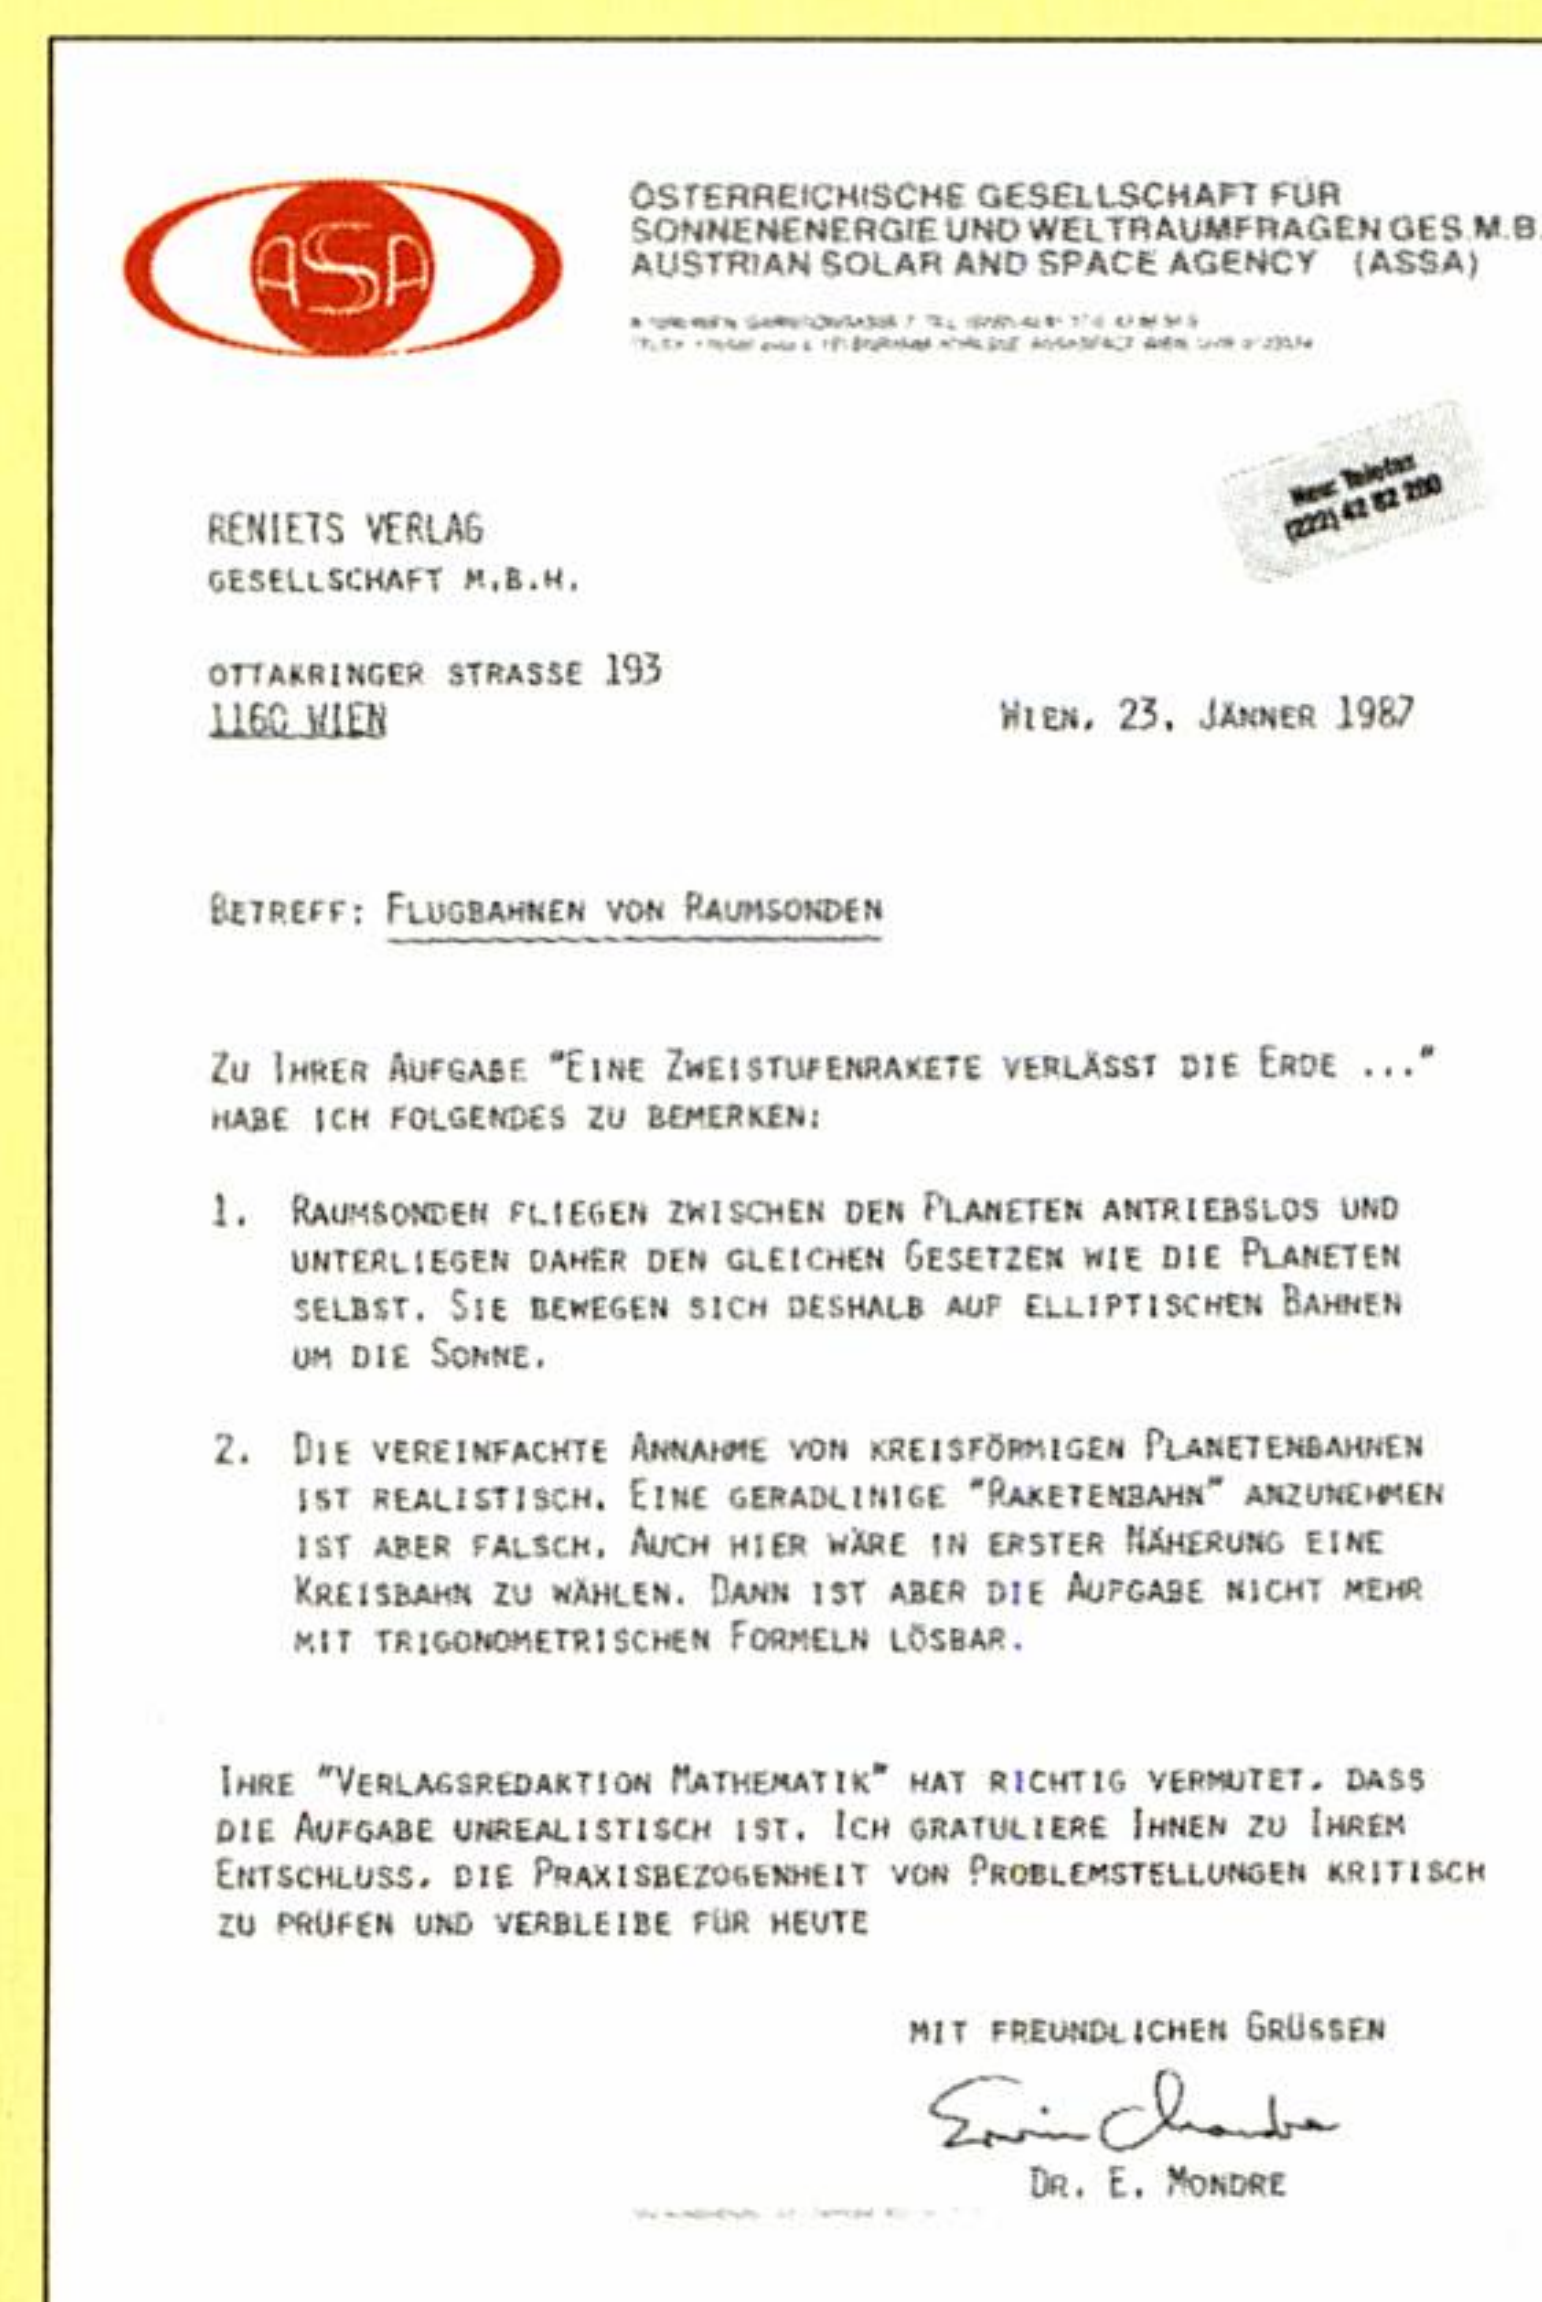 ASSA
ÖSTERREICHISCHE GESELLSCHAFT FÜR
SONNENENERGIE UND WELTRAUMFRAGEN GES.M.B.
AUSTRIAN SOLAR AND SPACE AGENCY (ASSA)
Telefax
(222) 42 82 200
RENIETS VERLAG
GESELLSCHAFT M.B.H.
OTTAKRINGER STRASSE 193
1160 WIEN
WIEN, 23. JÄNNER 1987
BETREFF: FLUGBAHNEN VON RAUMSONDEN
ZU IHRER AUFGABE "EINE ZWEISTUFENRAKETE VERLÄSST DIE ERDE ..."
HABE ICH FOLGENDES ZU BEMERKEN:
1. RAUMSONDEN FLIEGEN ZWISCHEN DEN PLANETEN ANTRIEBSLOS UND
UNTERLIEGEN DAHER DEN GLEICHEN GESETZEN WIE DIE PLANETEN
SELBST. SIE BEWEGEN SICH DESHALB AUF ELLIPTISCHEN BAHNEN
UM DIE SONNE.
2. DIE VEREINFACHTE ANNAHME VON KREISFÖRMIGEN PLANETENBAHNEN
IST REALISTISCH. EINE GERADLINIGE "RAKETENBAHN" ANZUNEHMEN
IST ABER FALSCH. AUCH HIER WÄRE IN ERSTER NÄHERUNG EINE
KREISBAHN ZU WÄHLEN. DANN IST ABER DIE AUFGABE NICHT MEHR
MIT TRIGONOMETRISCHEN FORMELN LÖSBAR.
IHRE "VERLAGSREDAKTION MATHEMATIK" HAT RICHTIG VERMUTET, DASS
DIE AUFGABE UNREALISTISCH IST. ICH GRATULIERE IHNEN ZU IHREM
ENTSCHLUSS, DIE PRAXISBEZOGENHEIT VON PROBLEMSTELLUNGEN KRITISCH
ZU PRÜFEN UND VERBLEIBE FÜR HEUTE
MIT FREUNDLICHEN GRÜSSEN
DR. E. MONDRE